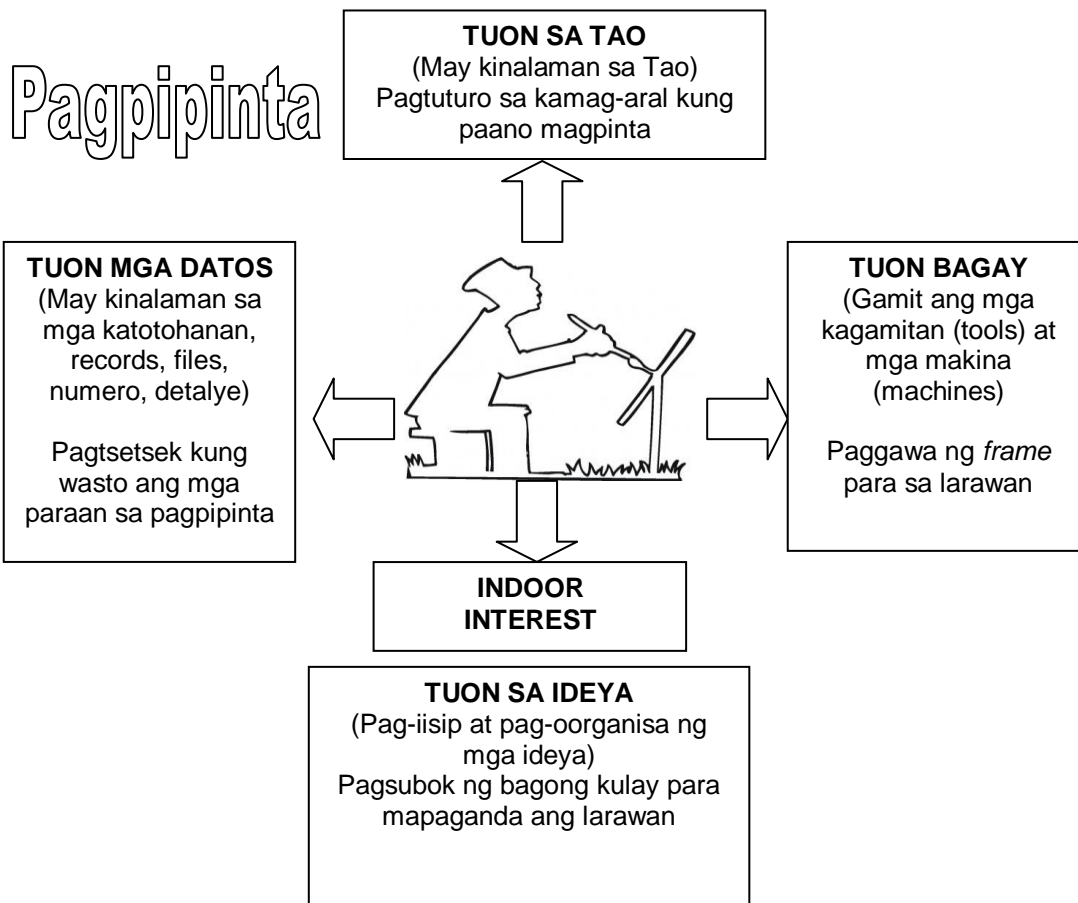 Pagpipinta
TUON SA TAO
(May kinalaman sa Tao)
Pagtuturo sa kamag-aral kung
paano magpinta
TUON MGA DATOS
(May kinalaman sa
mga katotohanan,
records, files,
numero, detalye)
Pagtsetsek kung
wasto ang mga
paraan sa pagpipinta
TUON BAGAY
(Gamit ang mga
kagamitan (tools) at
mga makina
(machines)
Paggawa ng frame
para sa larawan
INDOOR
INTEREST
TUON SA IDEYA
(Pag-iisip at pag-oorganisa ng
mga ideya)
Pagsubok ng bagong kulay para
mapaganda ang larawan